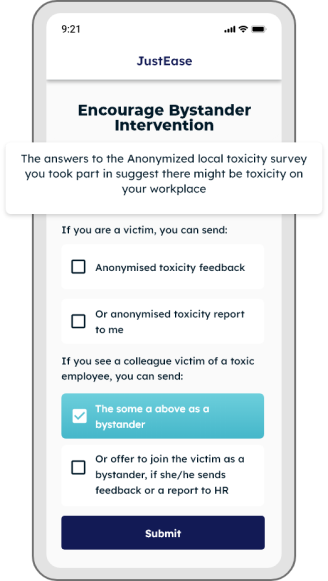 9:21
JustEase
Encourage Bystander
Intervention
The answers to the Anonymized local toxicity survey
you took part in suggest there might be toxicity on
your workplace
If you are a victim, you can send:
Anonymised toxicity feedback
Or anonymised toxicity report
to me
If you see a colleague victim of a toxic
employee, you can send:
The some a above as a
bystander
Or offer to join the victim as a
bystander, if she/he sends
feedback or a report to HR
Submit